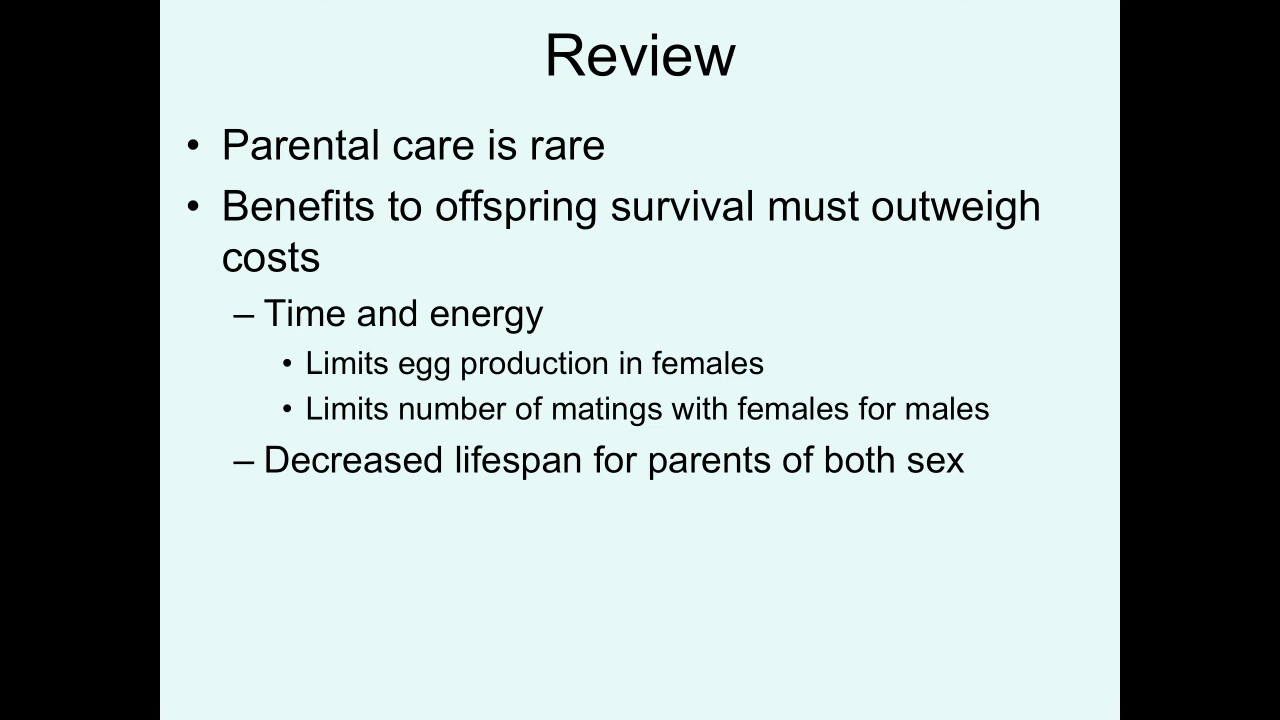 Review
• Parental care is rare
• Benefits to offspring survival must outweigh
costs
– Time and energy
• Limits egg production in females
• Limits number of matings with females for males
– Decreased lifespan for parents of both sex